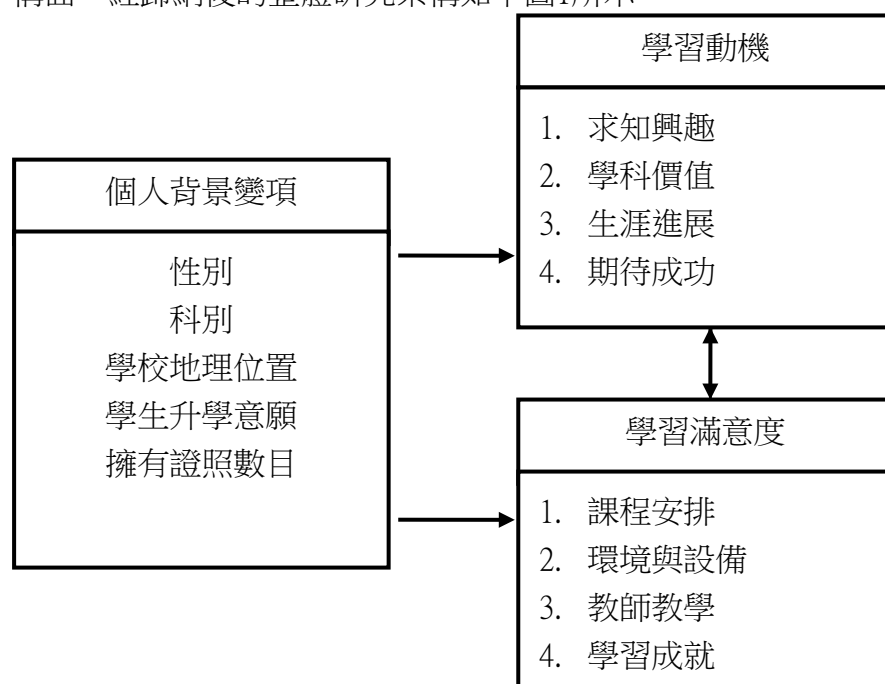 學習動機
1. 求知興趣
2. 學科價值
3. 生涯進展
4. 期待成功
個人背景變項
性別
科別
學校地理位置
學生升學意願
擁有證照數目
學習滿意度
1. 課程安排
2. 環境與設備
3. 教師教學
4. 學習成就